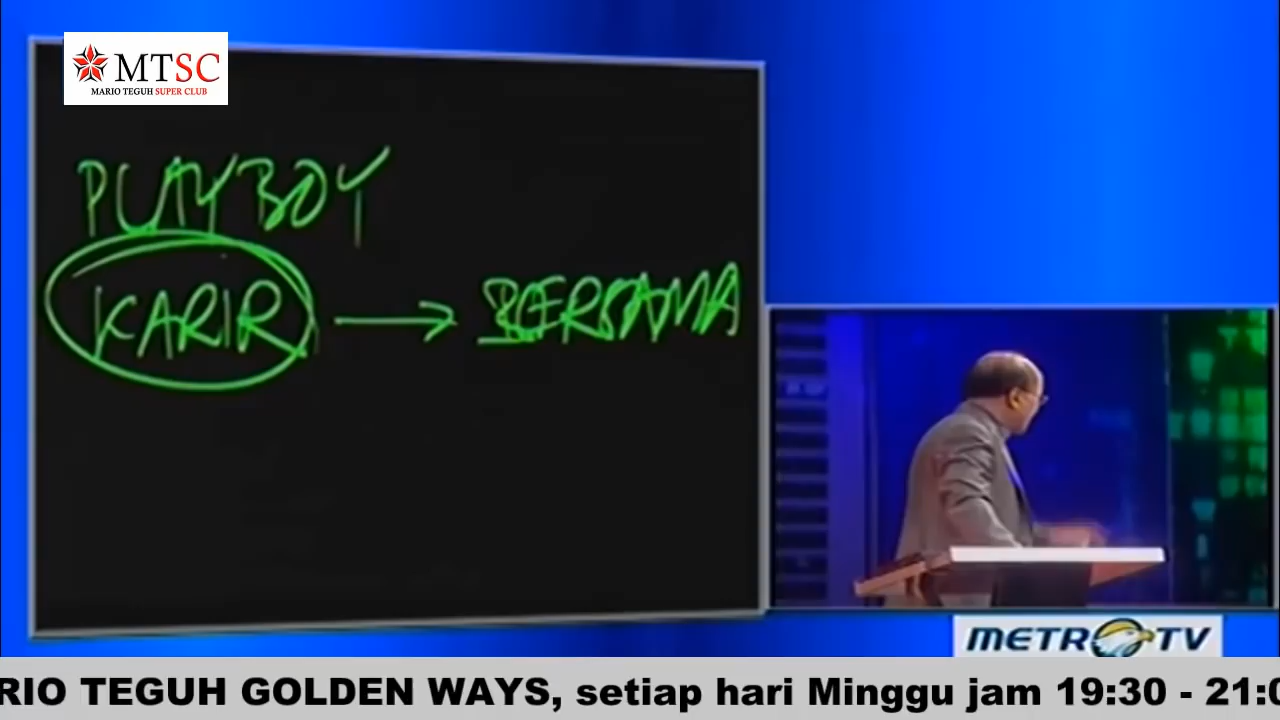 MTSC
MARIO TEGUH SUPER CLUB
PLAYBOY
KARIR → BERSAMA
METRO TV
RIO TEGUH GOLDEN WAYS, setiap hari Minggu jam 19:30 - 21:0